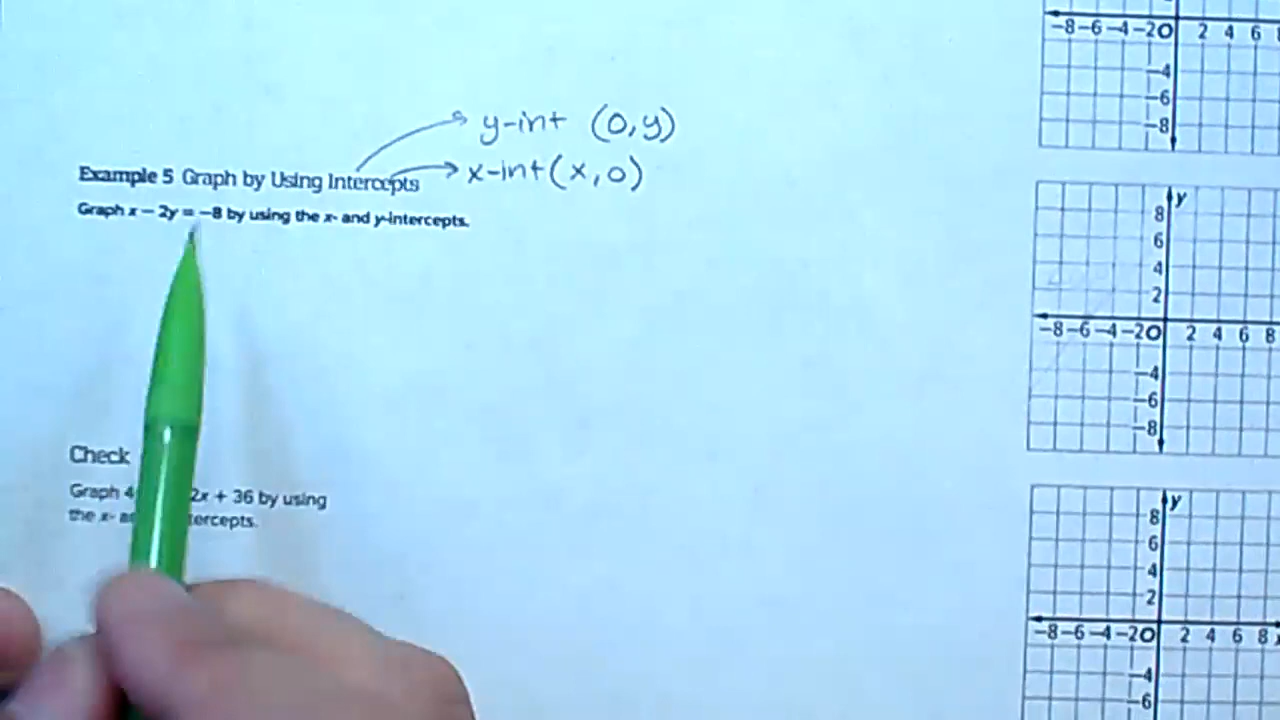 y-int (0,y)
x-int (x,0)
Example 5 Graph by Using Intercepts
Graph x − 2y = −8 by using the x- and y-intercepts.
Check
Graph 4 2x + 36 by using
the x- tercepts.
−8 −6 −4 −2 O 2 4 6 8
−4
−6
−8
y
8
6
4
2
−8 −6 −4 −2 O 2 4 6 8
−4
−6
−8
y
8
6
4
2
−8 −6 −4 −2 O 2 4 6 8
−4
−6